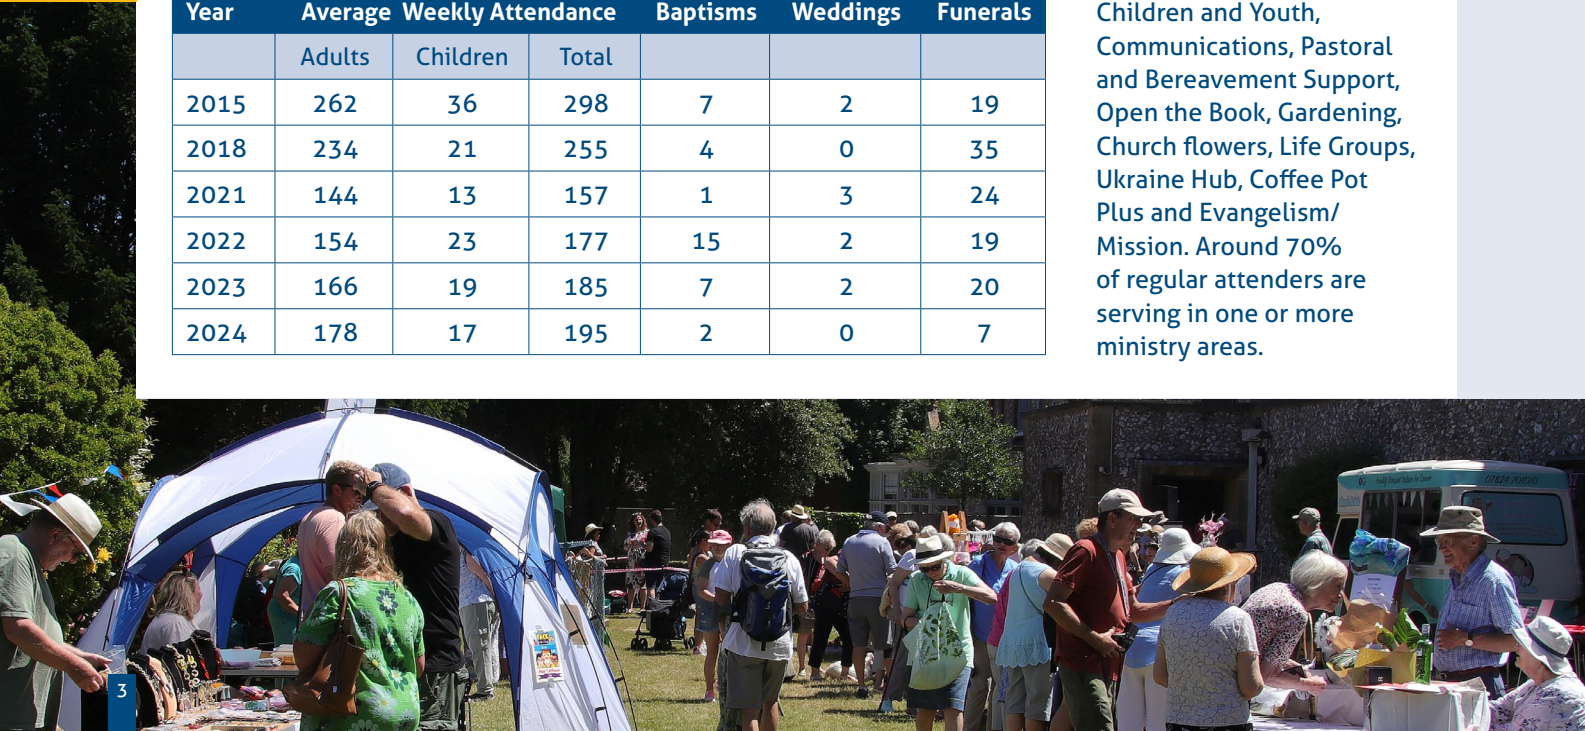 Year Average Weekly Attendance Baptisms Weddings Funerals
Adults Children Total
2015 262 36 298 7 2 19
2018 234 21 255 4 0 35
2021 144 13 157 1 3 24
2022 154 23 177 15 2 19
2023 166 19 185 7 2 20
2024 178 17 195 2 0 7
Children and Youth,
Communications, Pastoral
and Bereavement Support,
Open the Book, Gardening,
Church flowers, Life Groups,
Ukraine Hub, Coffee Pot
Plus and Evangelism/
Mission. Around 70%
of regular attenders are
serving in one or more
ministry areas.
3